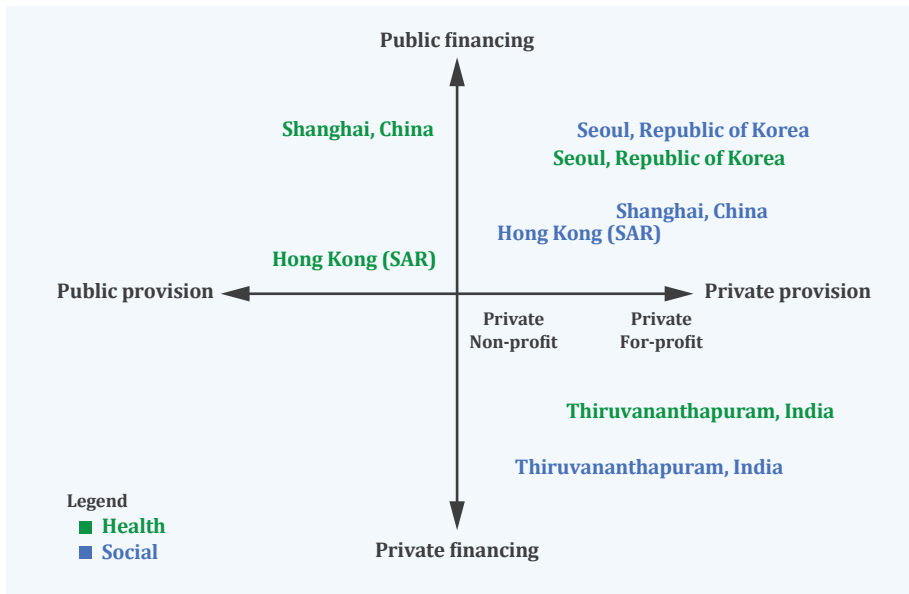 Public financing
Shanghai, China
Seoul, Republic of Korea
Seoul, Republic of Korea
Shanghai, China
Hong Kong (SAR)
Hong Kong (SAR)
Public provision
Private provision
Private
Non-profit
Private
For-profit
Thiruvananthapuram, India
Thiruvananthapuram, India
Legend
Health
Social
Private financing